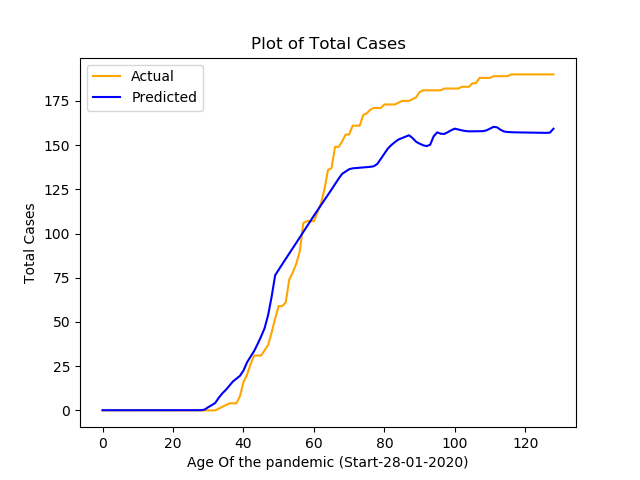 Plot of Total Cases
Actual
Predicted
175
150
125
100
75
50
25
0
Total Cases
0 20 40 60 80 100 120
Age Of the pandemic (Start-28-01-2020)